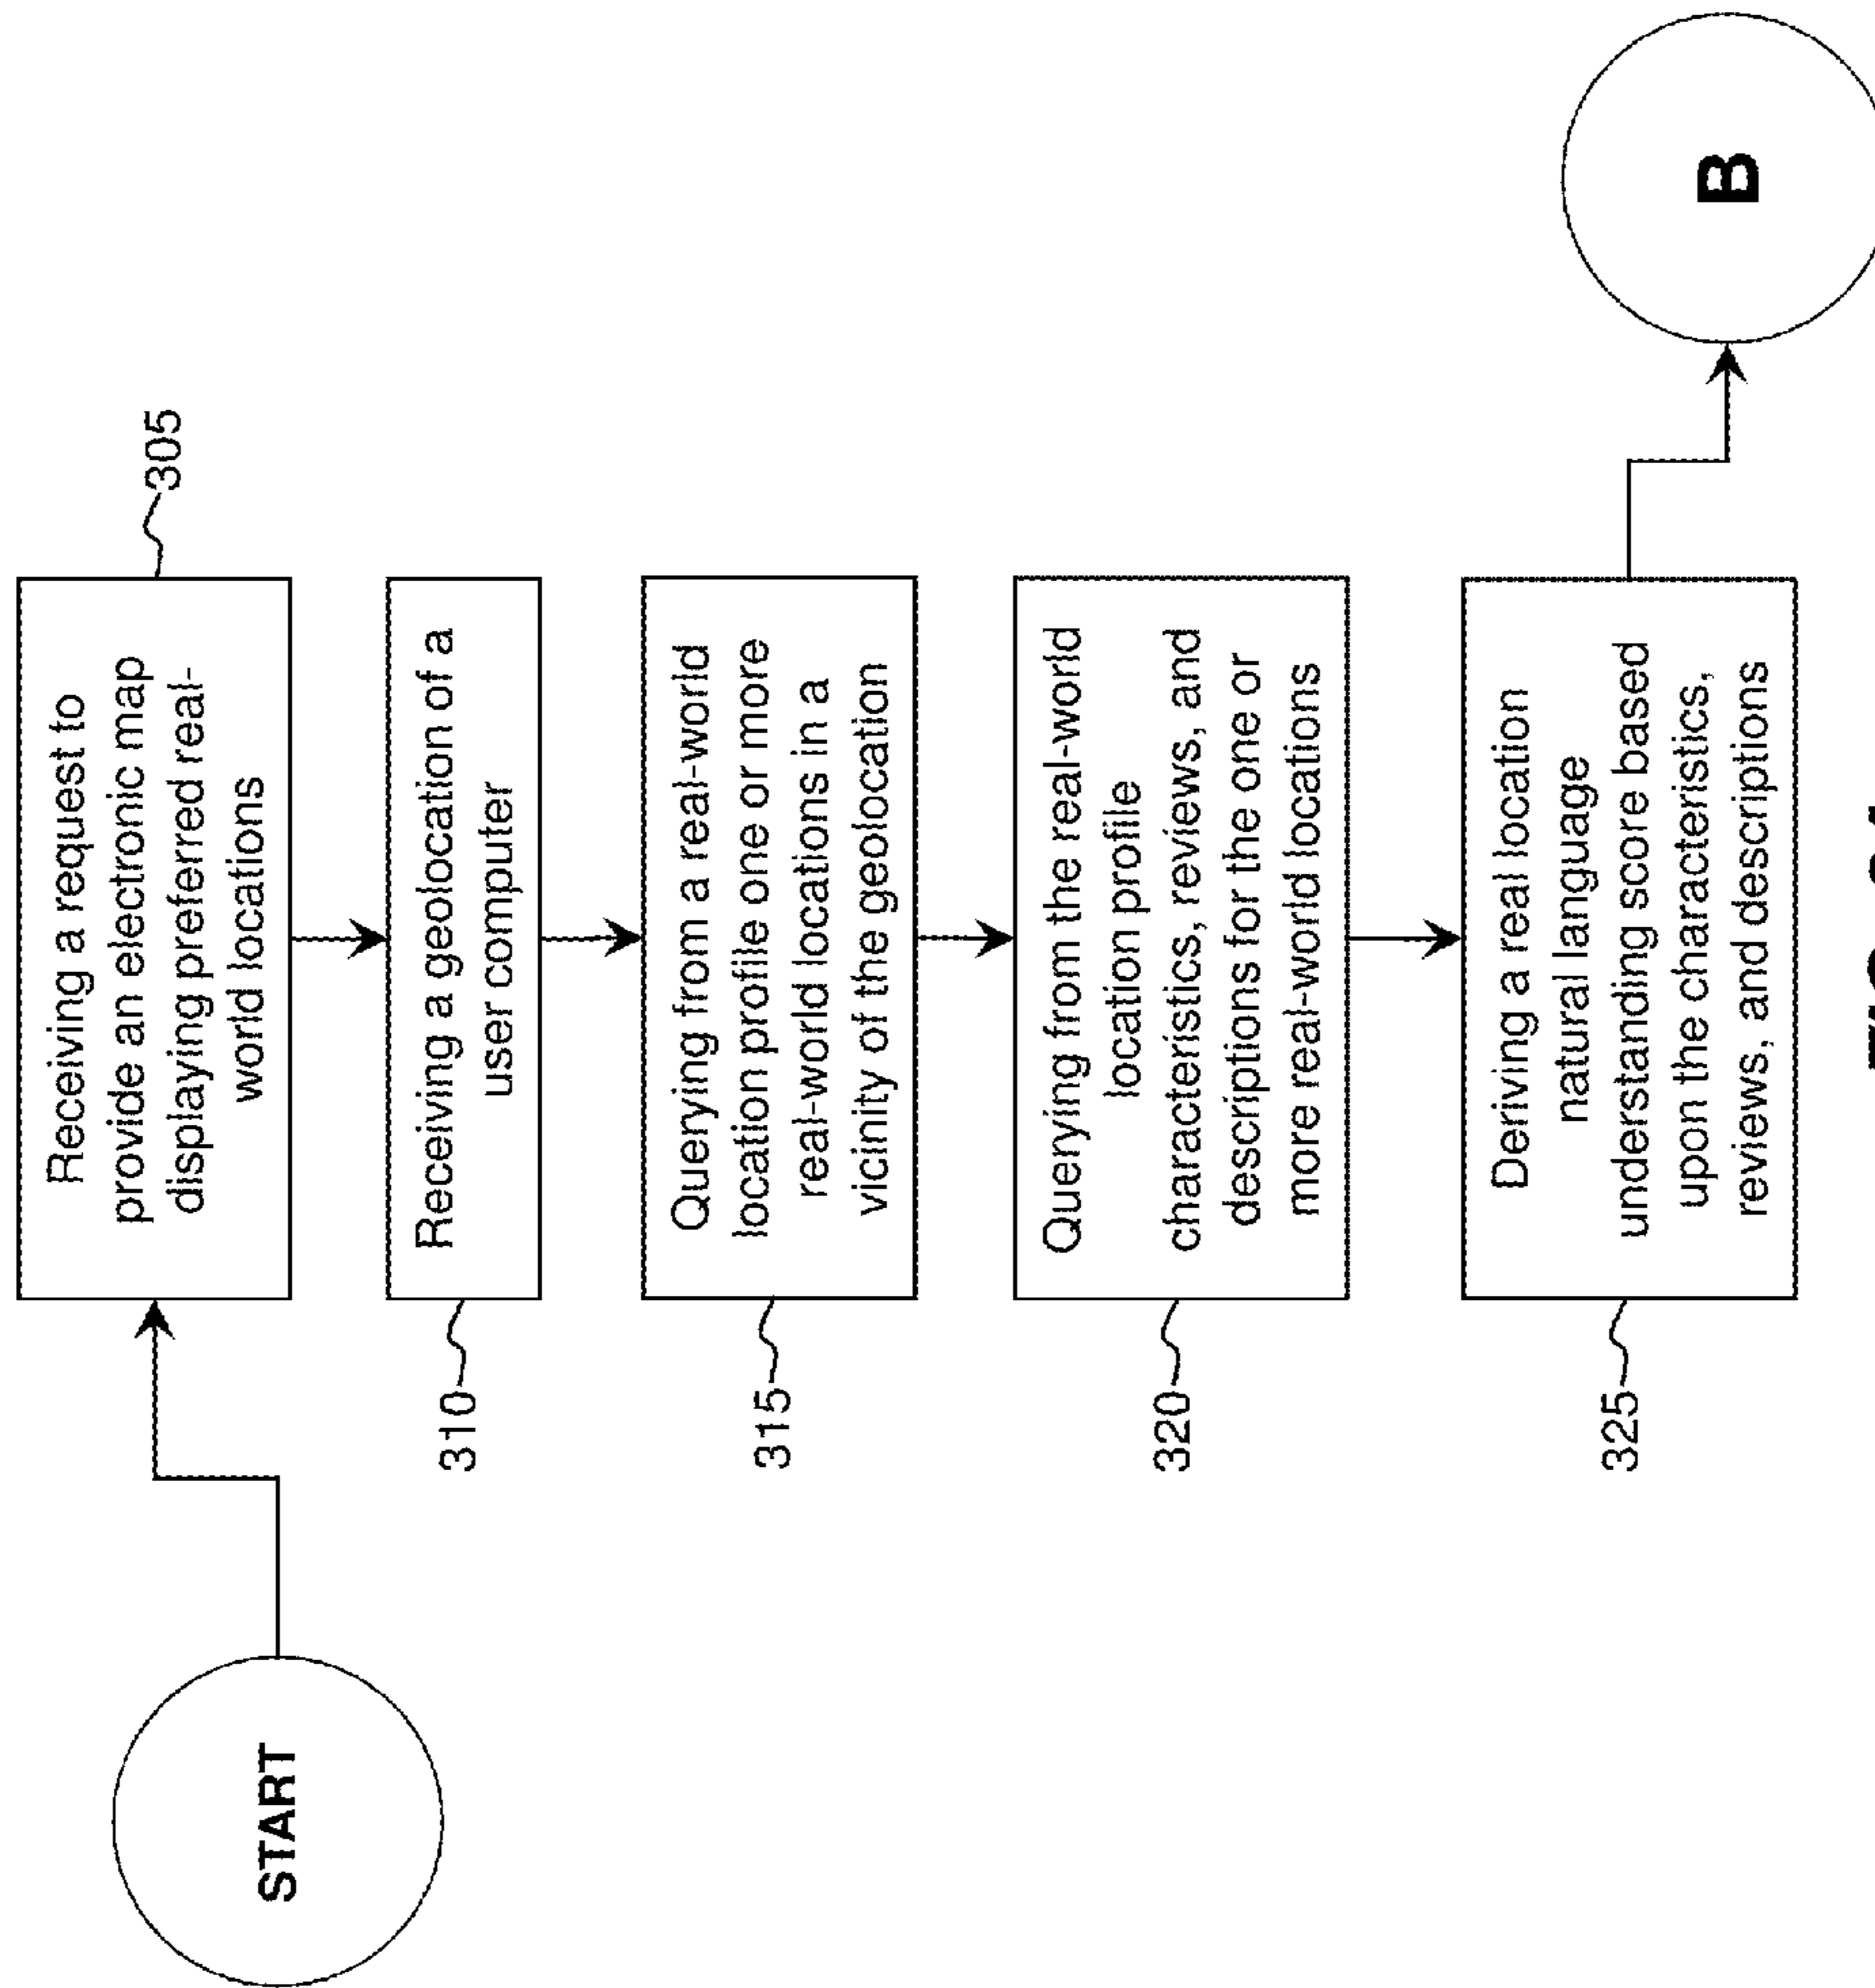 START
Receiving a request to
provide an electronic map
displaying preferred real-
world locations
305
Receiving a geolocation of a
user computer
310
Querying from a real-world
location profile one or more
real-world locations in a
vicinity of the geolocation
315
Querying from the real-world
location profile
characteristics, reviews, and
descriptions for the one or
more real-world locations
320
Deriving a real location
natural language
understanding score based
upon the characteristics,
reviews, and descriptions
325
B